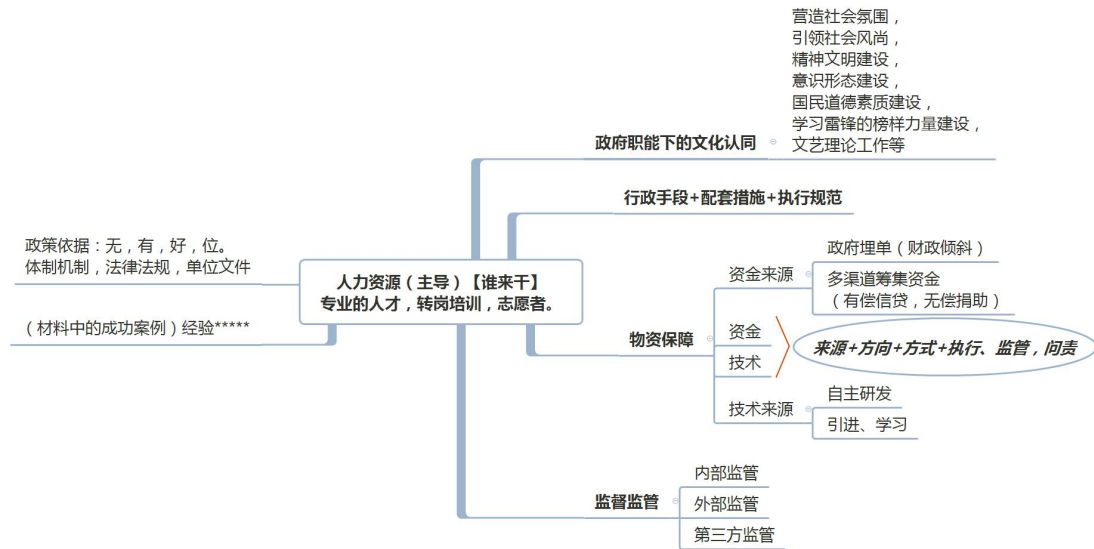 营造社会氛围，
引领社会风尚，
精神文明建设，
意识形态建设，
国民道德素质建设，
学习雷锋的榜样力量建设，
文艺理论工作等
政府职能下的文化认同
行政手段+配套措施+执行规范
政策依据：无，有，好，位。
体制机制，法律法规，单位文件
人力资源（主导）【谁来干】
专业的人才，转岗培训，志愿者。
（材料中的成功案例）经验*****
物资保障
资金来源
政府埋单（财政倾斜）
多渠道筹集资金
（有偿信贷，无偿捐助）
资金
技术
来源+方向+方式+执行、监管，问责
技术来源
自主研发
引进、学习
监督监管
内部监管
外部监管
第三方监管